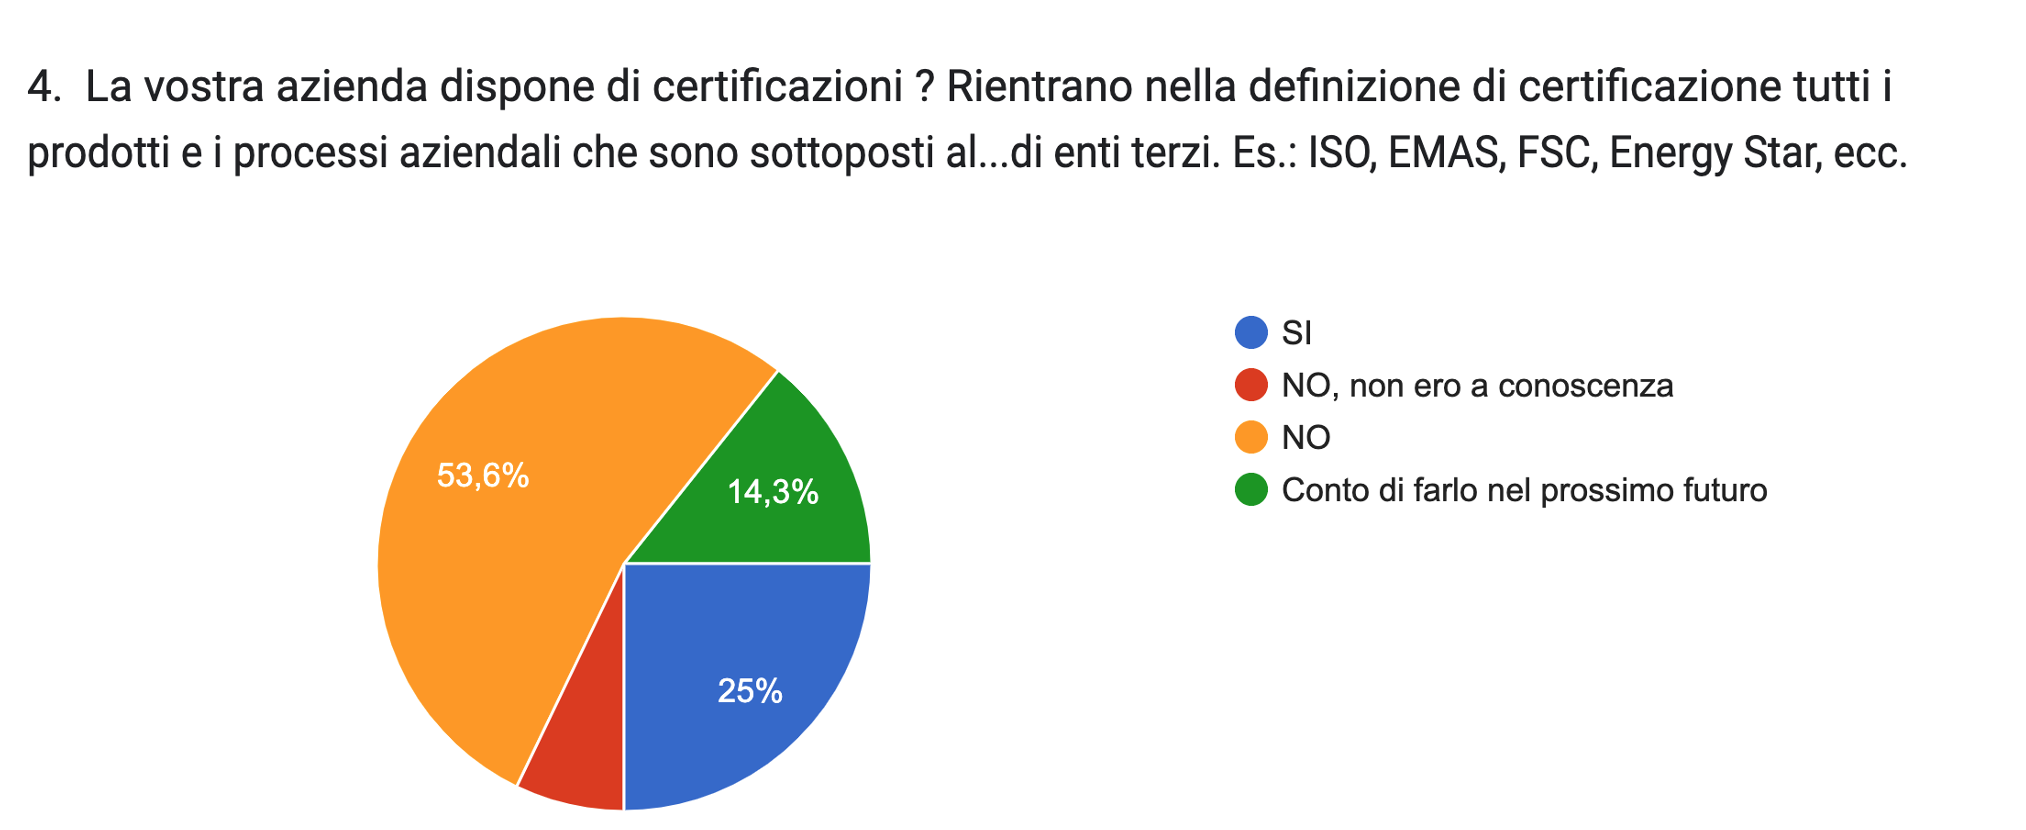 4.  La vostra azienda dispone di certificazioni ? Rientrano nella definizione di certificazione tutti i
prodotti e i processi aziendali che sono sottoposti al...di enti terzi. Es.: ISO, EMAS, FSC, Energy Star, ecc.
SI
NO, non ero a conoscenza
NO
Conto di farlo nel prossimo futuro
53,6%
14,3%
25%